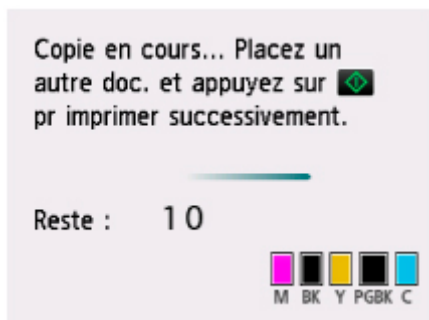 Copie en cours... Placez un
autre doc. et appuyez sur
pr imprimer successivement.
Reste : 10
M BK Y PGBK C